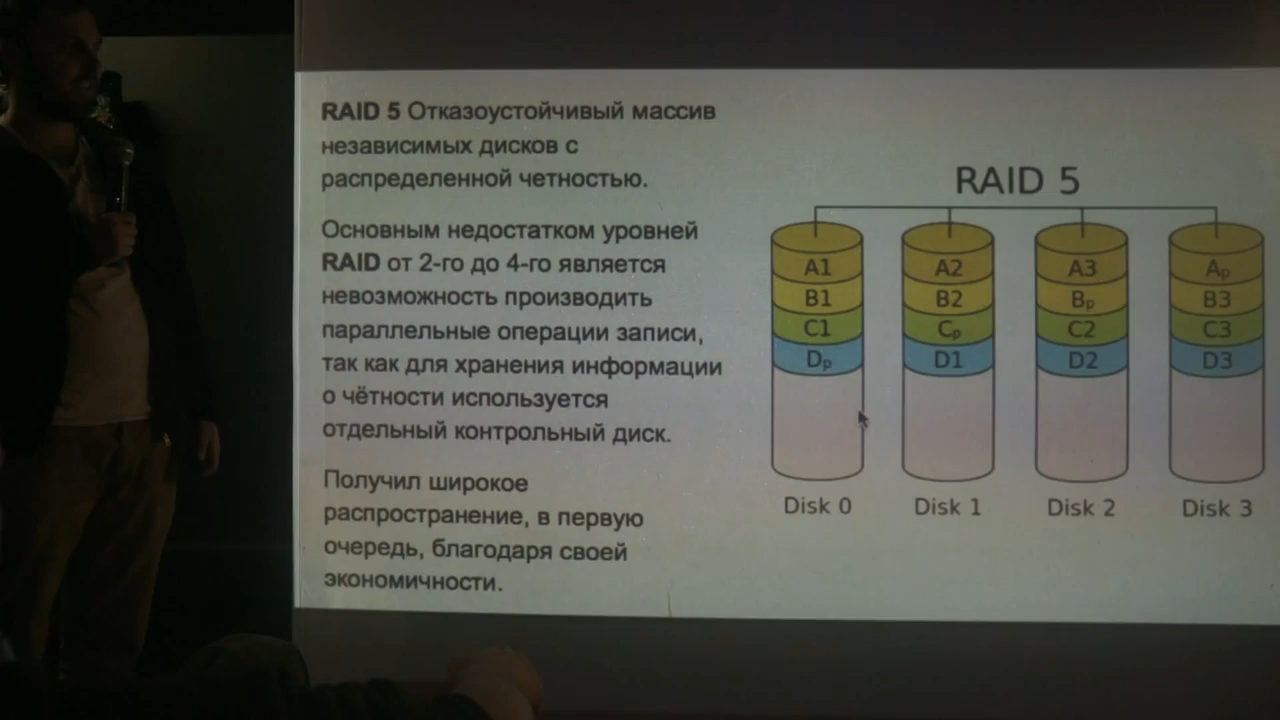 RAID 5 Отказоустойчивый массив
независимых дисков с
распределенной четностью.
Основным недостатком уровней
RAID от 2-го до 4-го является
невозможность производить
параллельные операции записи,
так как для хранения информации
о чётности используется
отдельный контрольный диск.
Получил широкое
распространение, в первую
очередь, благодаря своей
экономичности.
RAID 5
A1 A2 A3 Ap
B1 B2 Bp B3
C1 Cp C2 C3
Dp D1 D2 D3
Disk 0 Disk 1 Disk 2 Disk 3